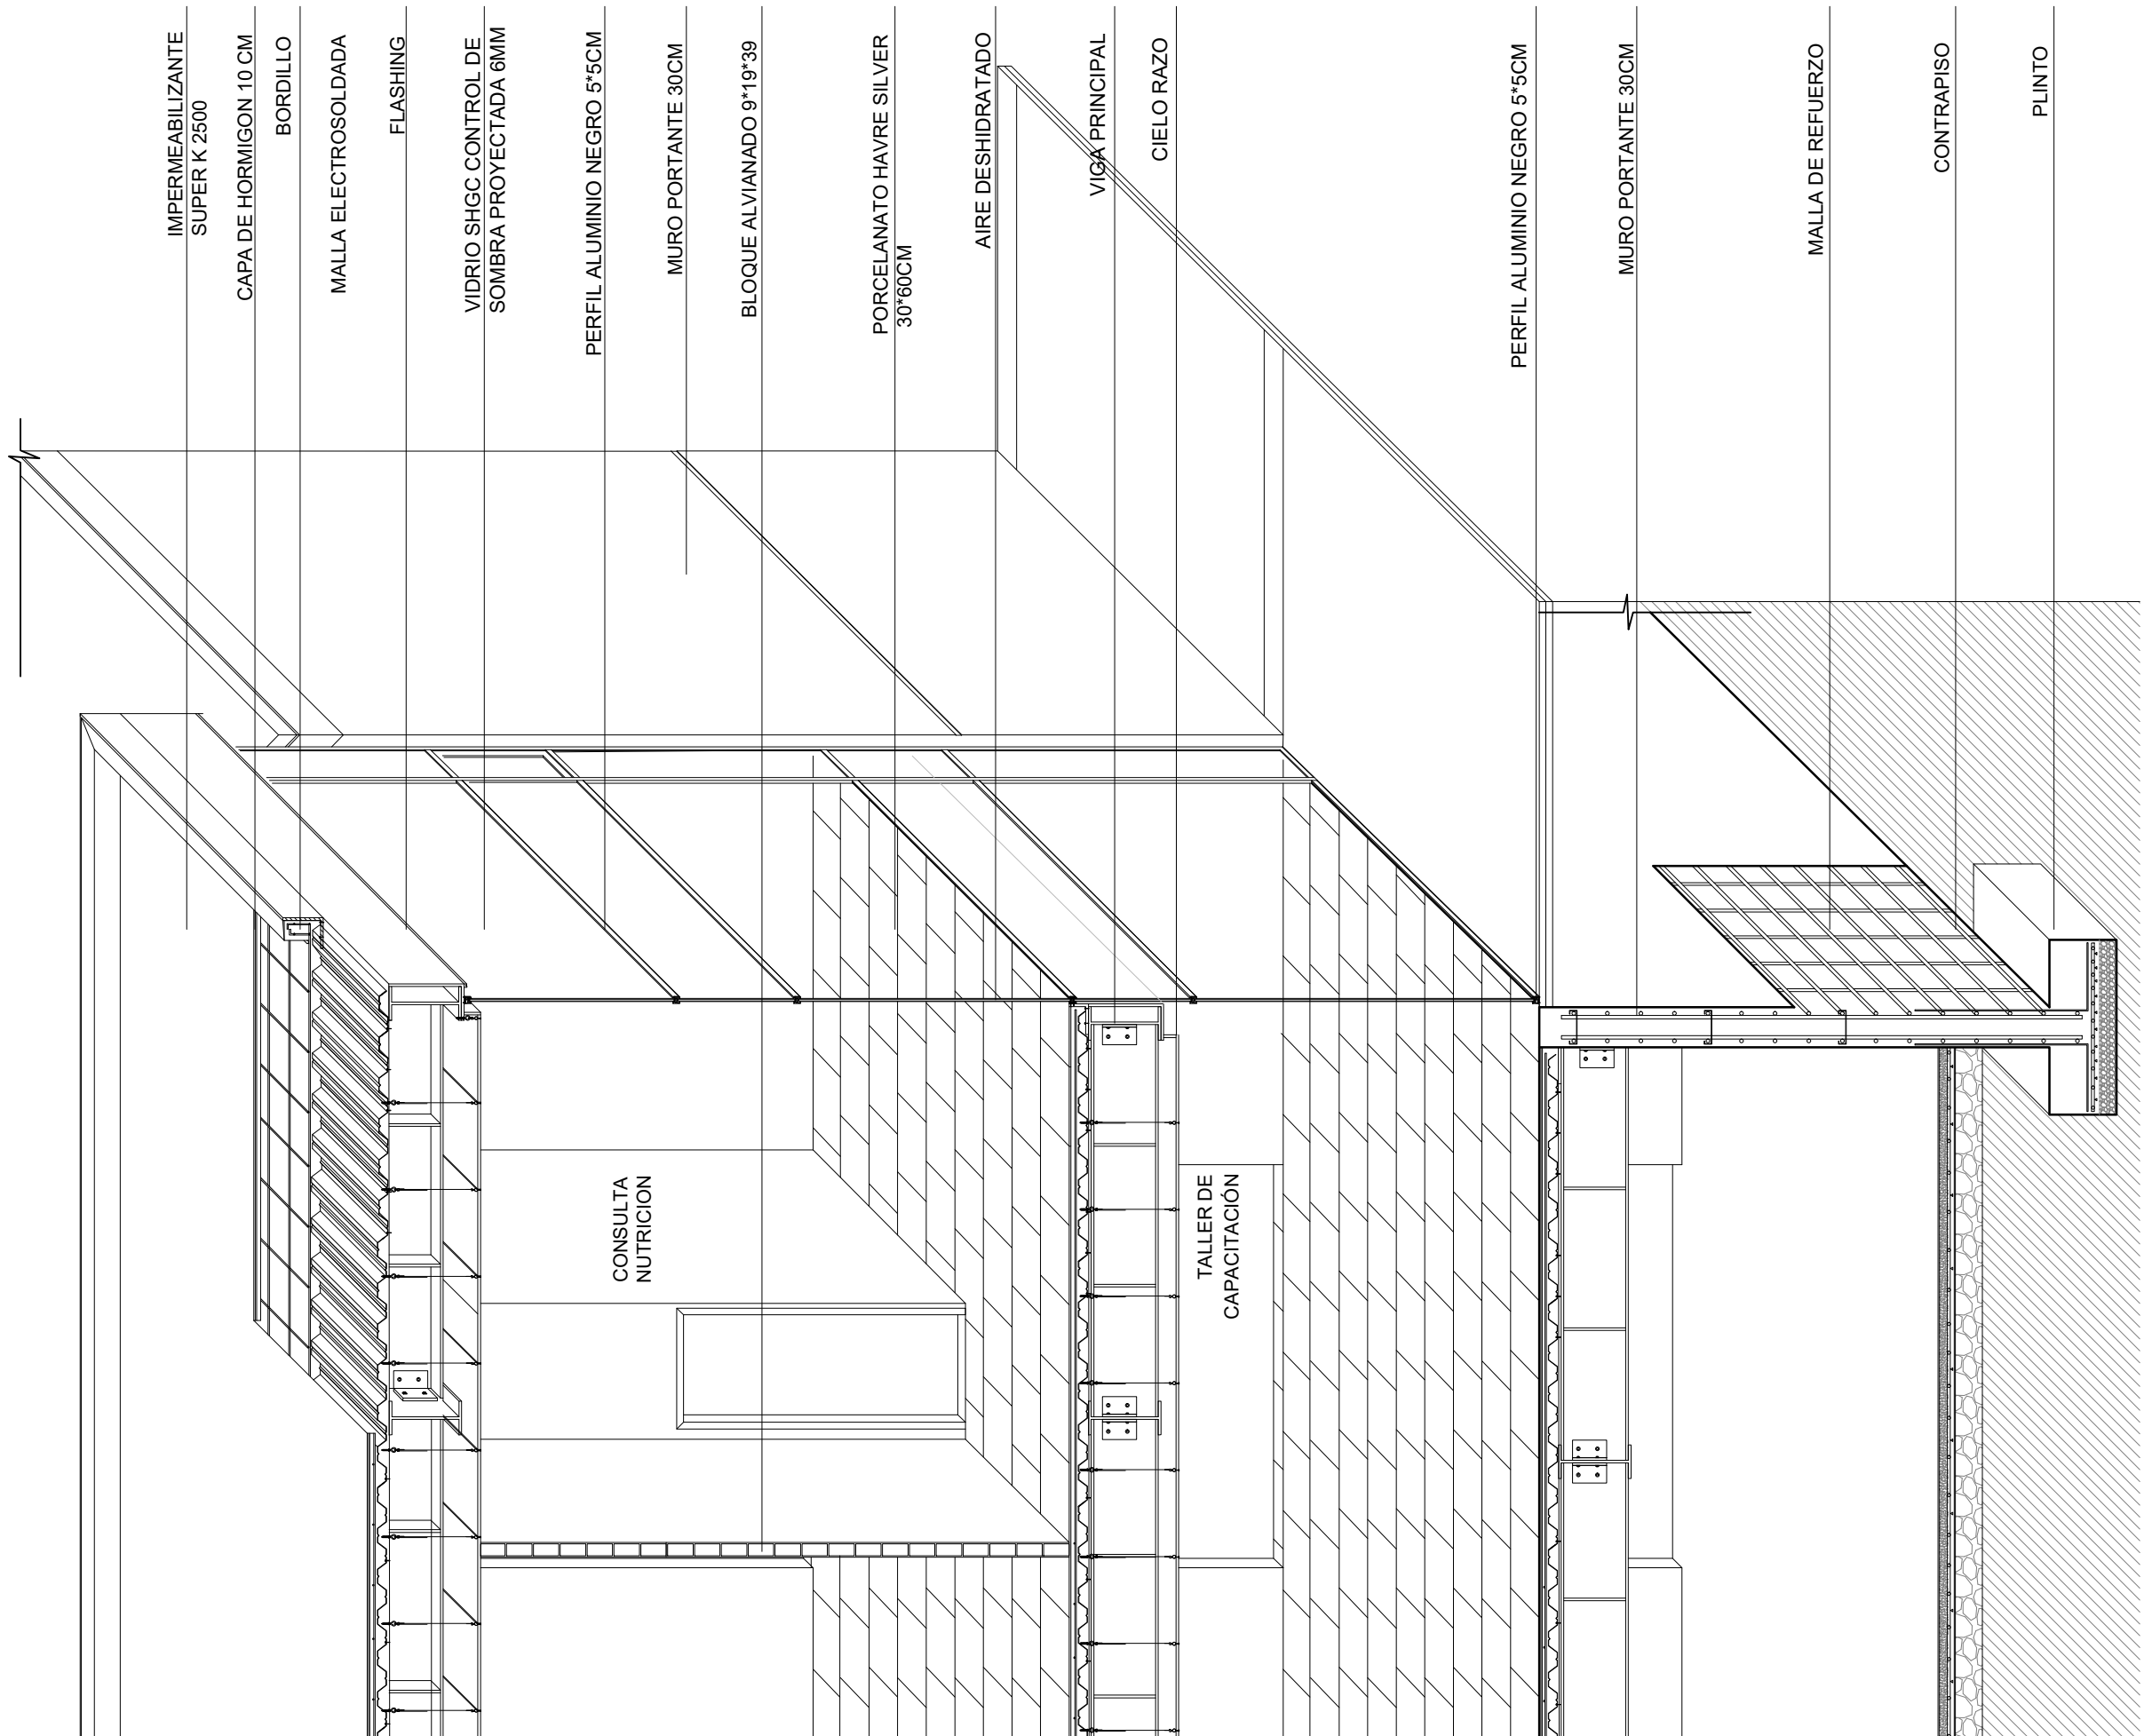 IMPERMEABILIZANTE
SUPER K 2500
CAPA DE HORMIGON 10 CM
BORDILLO
MALLA ELECTROSOLDADA
FLASHING
VIDRIO SHGC CONTROL DE
SOMBRA PROYECTADA 6MM
PERFIL ALUMINIO NEGRO 5*5CM
MURO PORTANTE 30CM
BLOQUE ALVIANADO 9*19*39
PORCELANATO HAVRE SILVER
30*60CM
AIRE DESHIDRATADO
VIGA PRINCIPAL
CIELO RAZO
PERFIL ALUMINIO NEGRO 5*5CM
MURO PORTANTE 30CM
MALLA DE REFUERZO
CONTRAPISO
PLINTO
CONSULTA
NUTRICION
TALLER DE
CAPACITACIÓN